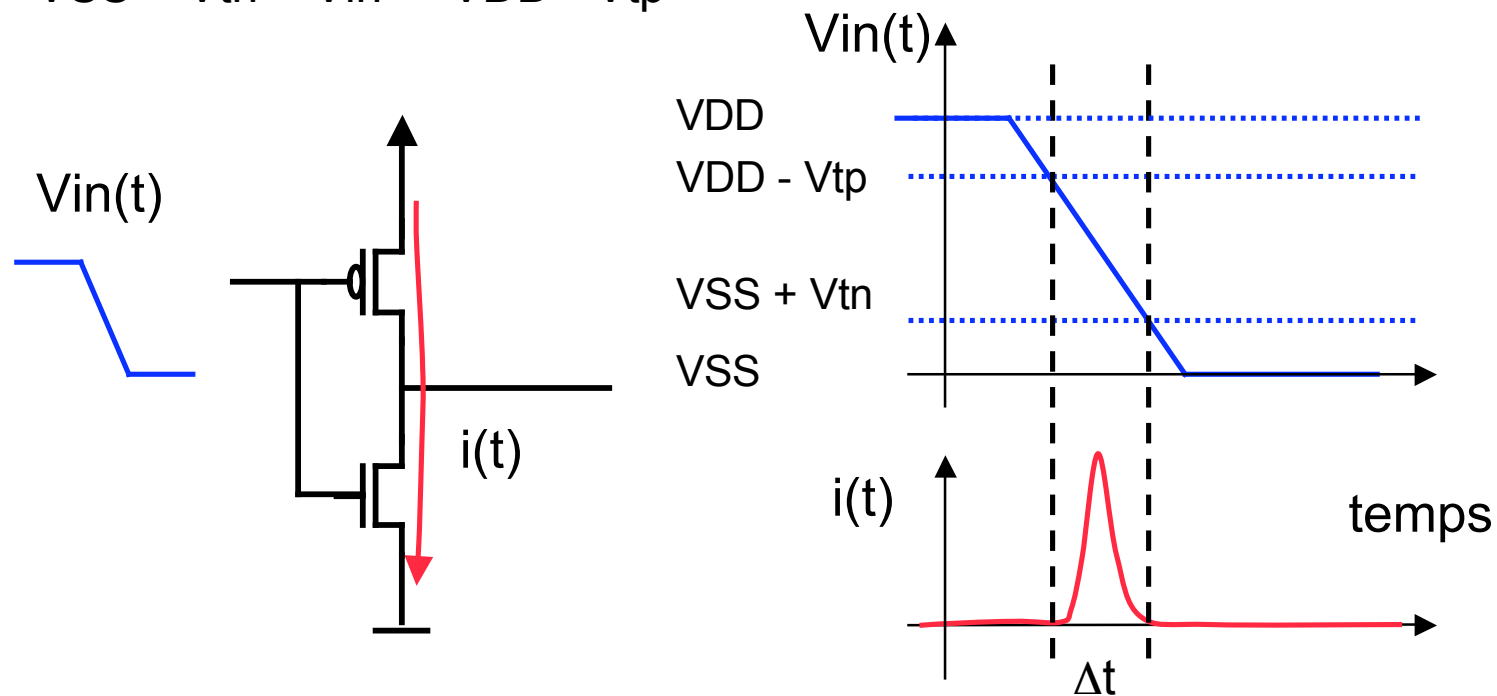 Vin(t)
Vin(t)
VDD
VDD - Vtp
VSS + Vtn
VSS
i(t)
i(t)
temps
Δt